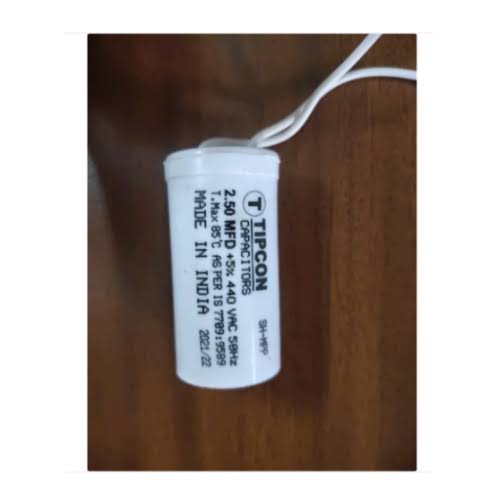 T TIPCON
CAPACITORS SH-MPP
2.50 MFD +5% 440 VAC 50Hz
T.Max 85°C AS PER IS 7709:9589
MADE IN INDIA 2021/22